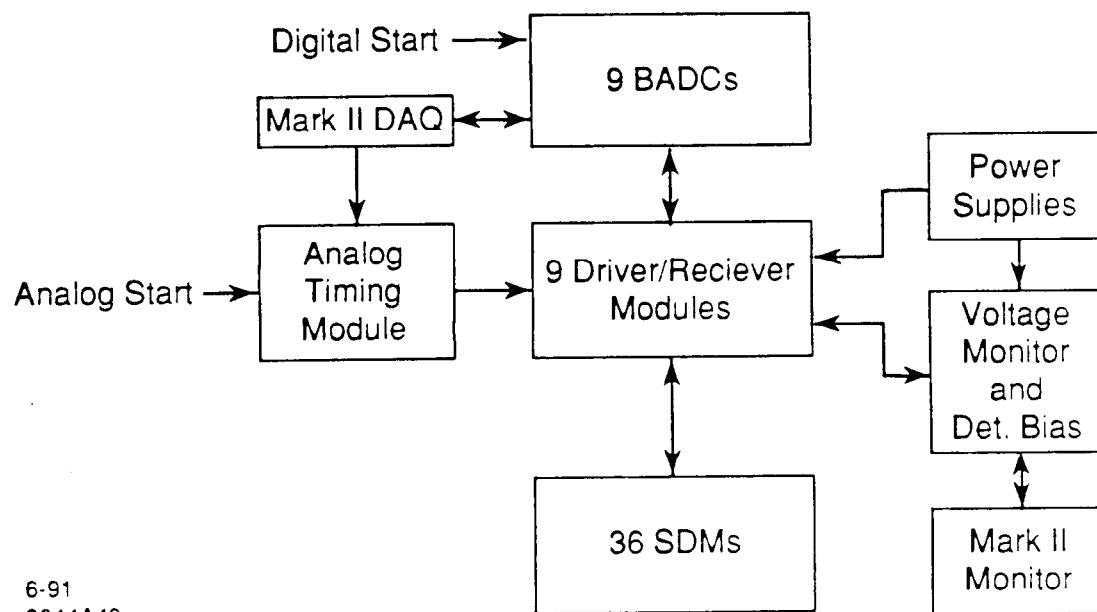 Digital Start
9 BADCs
Mark II DAQ
Power
Supplies
Analog Start
Analog
Timing
Module
9 Driver/Reciever
Modules
Voltage
Monitor
and
Det. Bias
36 SDMs
Mark II
Monitor
6-91